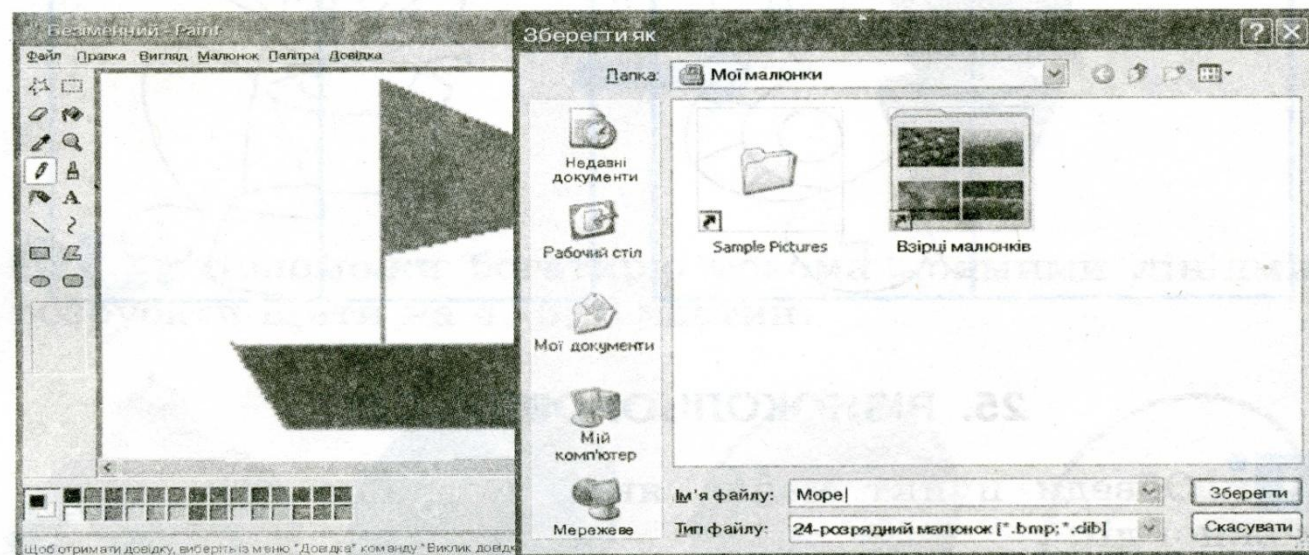 Безіменний - Paint
Файл Правка Вигляд Малюнок Палітра Довідка
Зберегти як
Папка: Мої малюнки
Недавні документи
Рабочий стіл
Мої документи
Мій комп'ютер
Мережеве
Sample Pictures
Взірці малюнків
Ім'я файлу: Море
Зберегти
Тип файлу: 24-розрядний малюнок [*.bmp; *.dib]
Скасувати
Щоб отримати довідку, виберіть із меню "Довідка" команду "Виклик довідк
25.